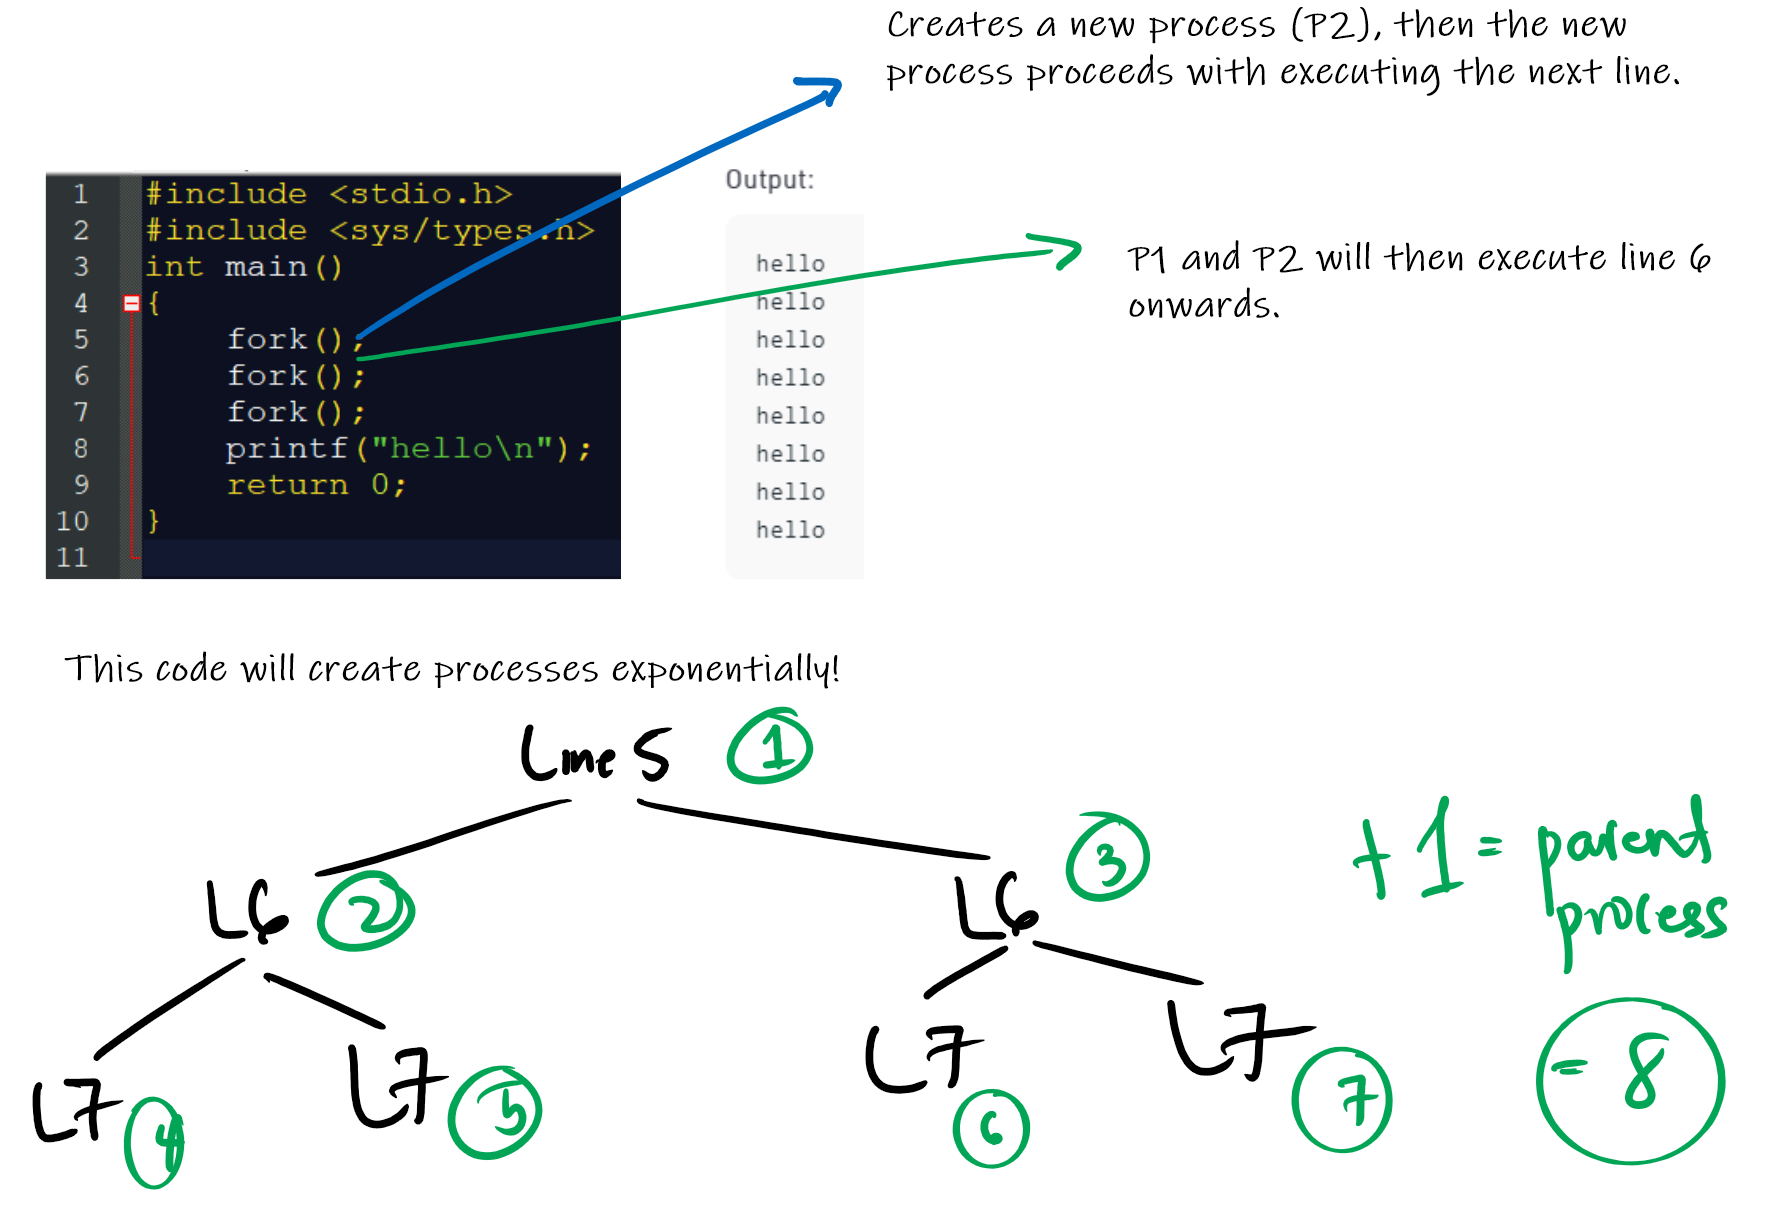 Creates a new process (P2), then the new
process proceeds with executing the next line.
1 #include <stdio.h>
2 #include <sys/types.h>
3 int main()
4 {
5 fork();
6 fork();
7 fork();
8 printf("hello\n");
9 return 0;
10 }
11
Output:
hello
hello
hello
hello
hello
hello
hello
hello
P1 and P2 will then execute line 6
onwards.
This code will create processes exponentially!
Line 5 1
L6 2
L6 3
L7 4
L7 5
L7 6
L7 7
+ 1 = parent
process
= 8